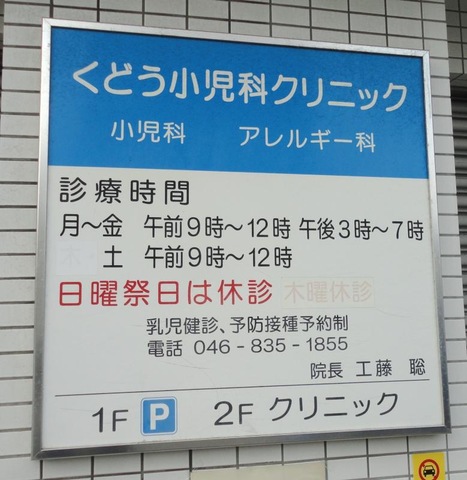 くどう小児科クリニック
小児科 アレルギー科
診療時間
月～金 午前9時～12時 午後3時～7時
土 午前9時～12時
日曜祭日は休診 木曜休診
乳児健診、予防接種予約制
電話 046-835-1855
院長 工藤 聡
1F P 2F クリニック